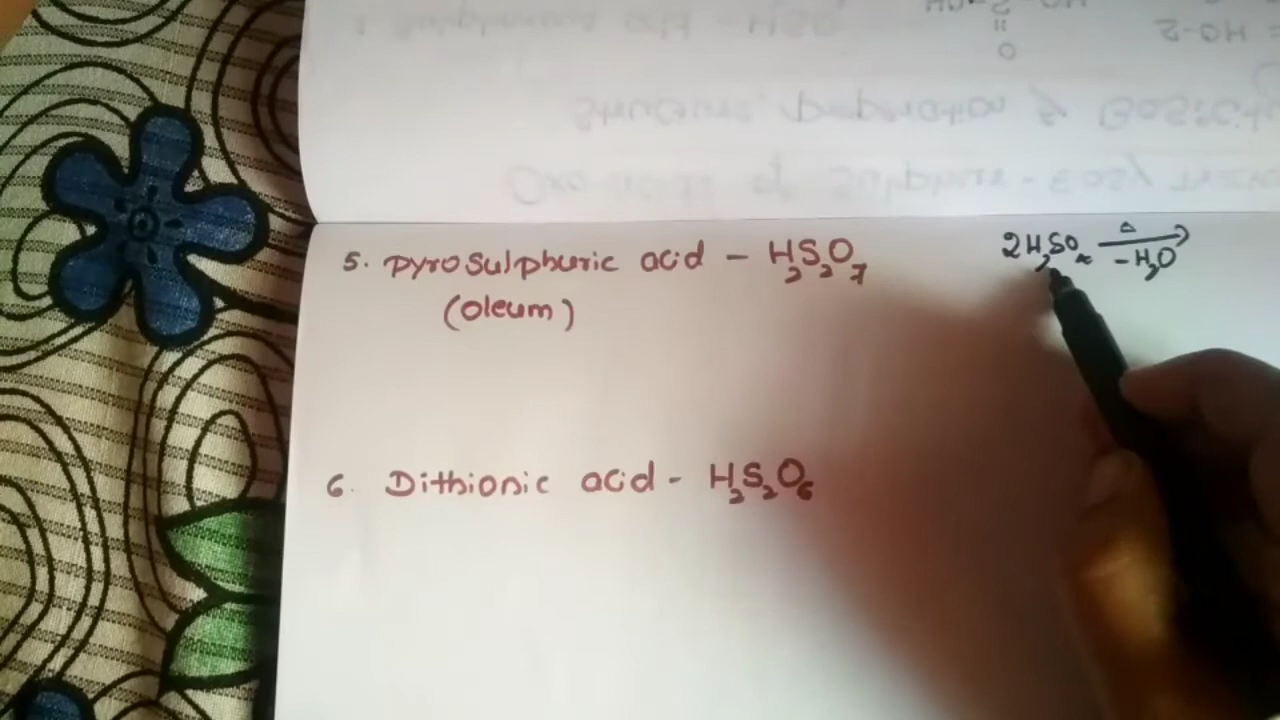 5. Pyrosulphuric acid - H₂S₂O₇
(Oleum)
2H₂SO₄ —Δ→ -H₂O
6. Dithionic acid - H₂S₂O₆